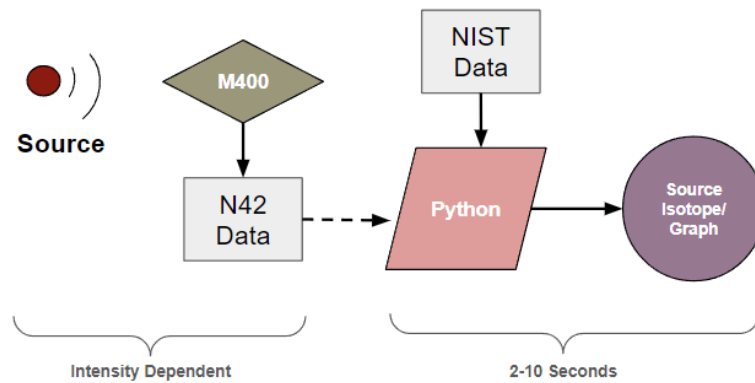 M400
NIST
Data
Source
N42
Data
Python
Source
Isotope/
Graph
Intensity Dependent
2-10 Seconds